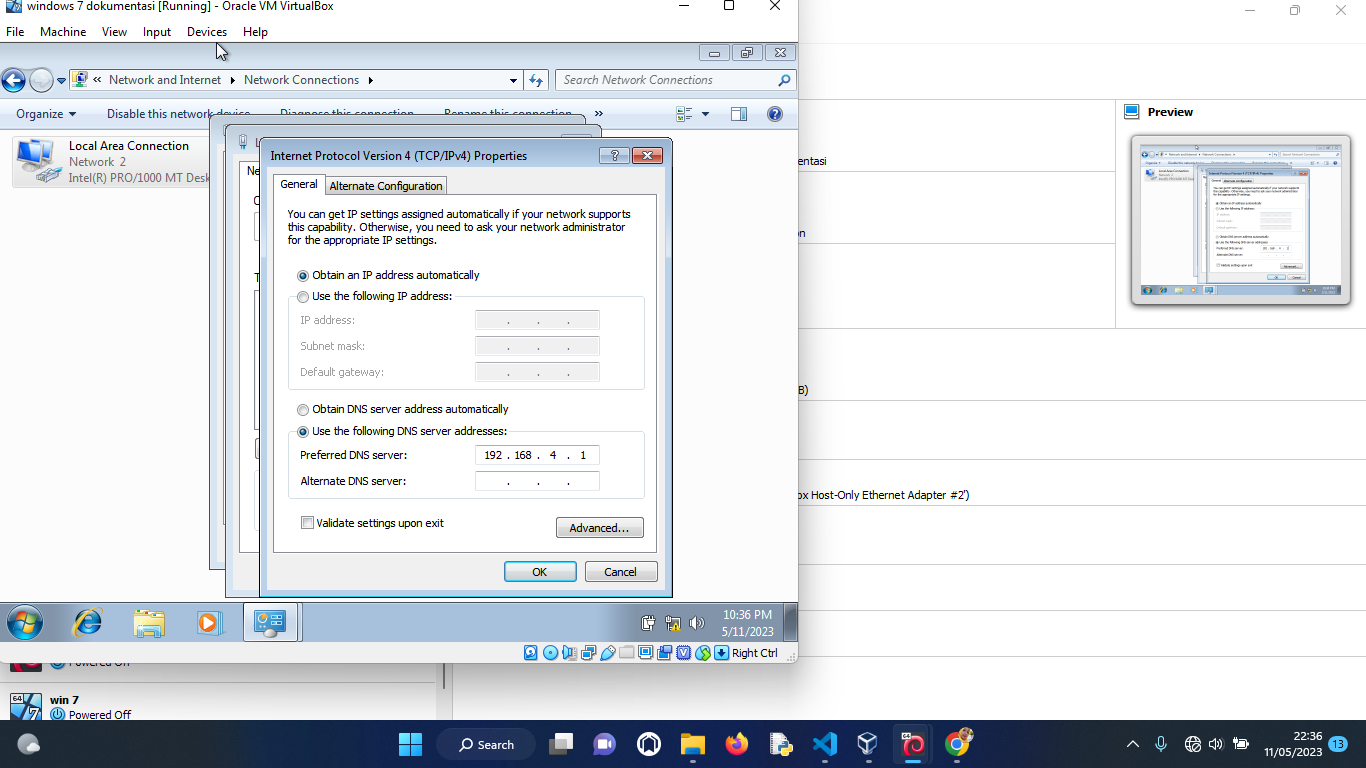 windows 7 dokumentasi [Running] - Oracle VM VirtualBox
File Machine View Input Devices Help
Network and Internet Network Connections
Search Network Connections
Organize Disable this network device Diagnose this connection Rename this connection »
Local Area Connection
Network 2
Intel(R) PRO/1000 MT Desk
Internet Protocol Version 4 (TCP/IPv4) Properties
General Alternate Configuration
You can get IP settings assigned automatically if your network supports
this capability. Otherwise, you need to ask your network administrator
for the appropriate IP settings.
Obtain an IP address automatically
Use the following IP address:
IP address: . . .
Subnet mask: . . .
Default gateway: . . .
Obtain DNS server address automatically
Use the following DNS server addresses:
Preferred DNS server: 192 . 168 . 4 . 1
Alternate DNS server: . . .
Validate settings upon exit
Advanced...
OK Cancel
10:36 PM
5/11/2023
Right Ctrl
Preview
entasi
on
B)
ox Host-Only Ethernet Adapter #2')
Powered Off
64
win 7
Powered Off
Search
64
22:36
11/05/2023
13